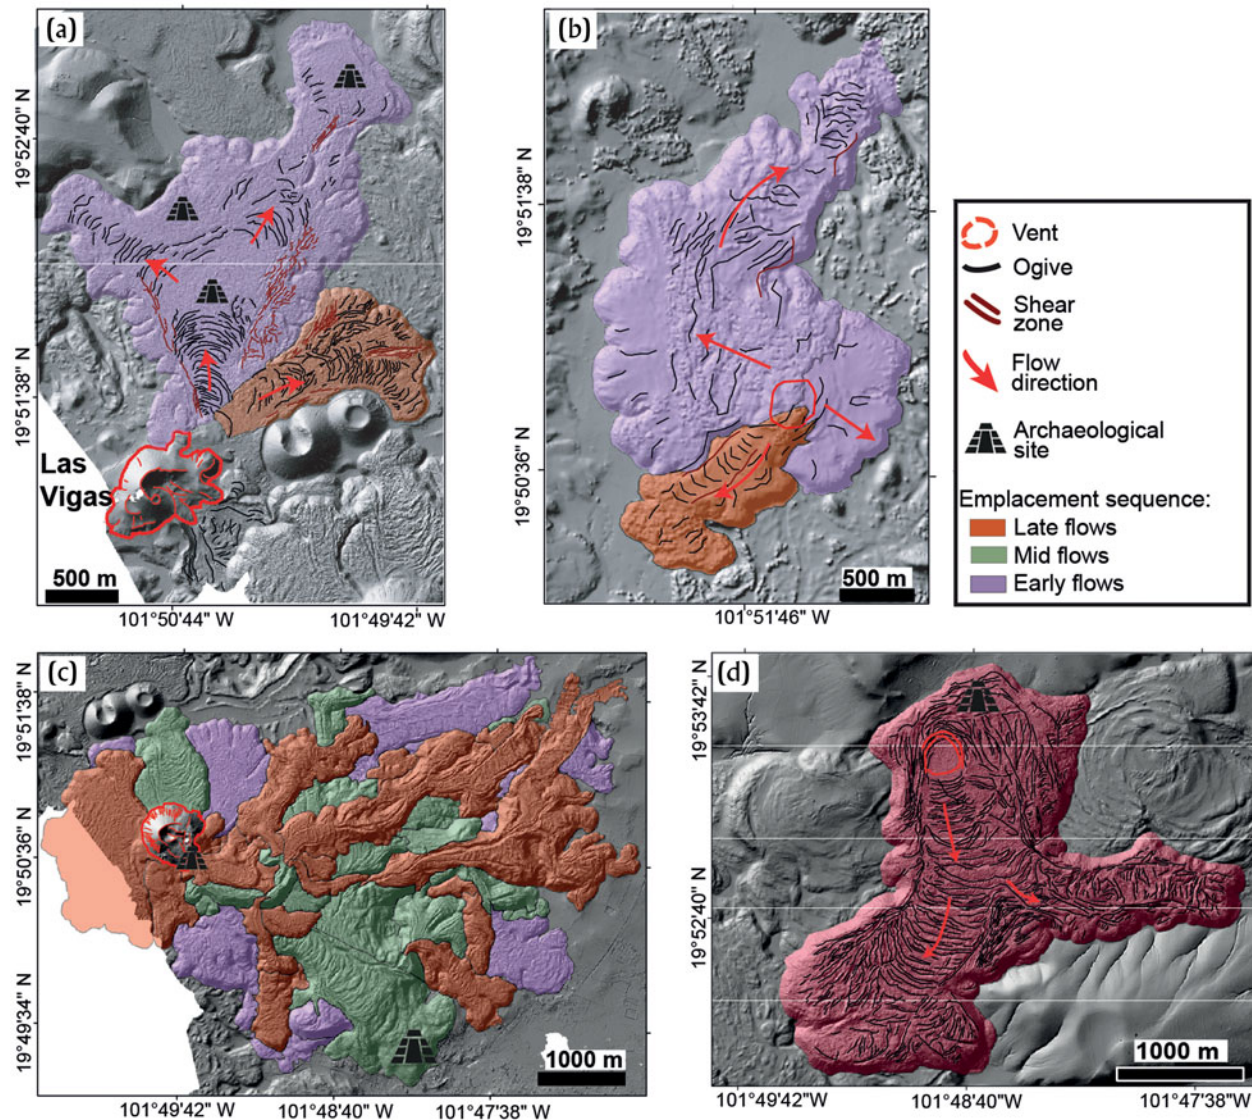 (a)
19°52'40" N
19°51'38" N
Las
Vigas
500 m
101°50'44" W
101°49'42" W
(b)
19°51'38" N
19°50'36" N
500 m
101°51'46" W
Vent
Ogive
Shear
zone
Flow
direction
Archaeological
site
Emplacement sequence:
Late flows
Mid flows
Early flows
(c)
19°51'38" N
19°50'36" N
19°49'34" N
1000 m
101°49'42" W
101°48'40" W
101°47'38" W
(d)
19°53'42" N
19°52'40" N
1000 m
101°49'42" W
101°48'40" W
101°47'38" W